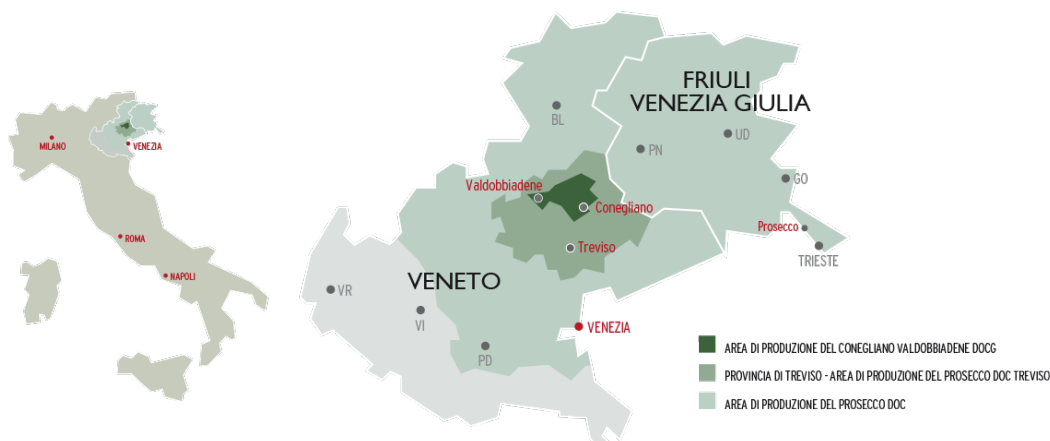 MILANO
VENEZIA
ROMA
NAPOLI
FRIULI
VENEZIA GIULIA
BL
UD
PN
GO
Valdobbiadene
Conegliano
Prosecco
Treviso
TRIESTE
VENETO
VR
VI
VENEZIA
PD
AREA DI PRODUZIONE DEL CONEGLIANO VALDOBBIADENE DOCG
PROVINCIA DI TREVISO - AREA DI PRODUZIONE DEL PROSECCO DOC TREVISO
AREA DI PRODUZIONE DEL PROSECCO DOC